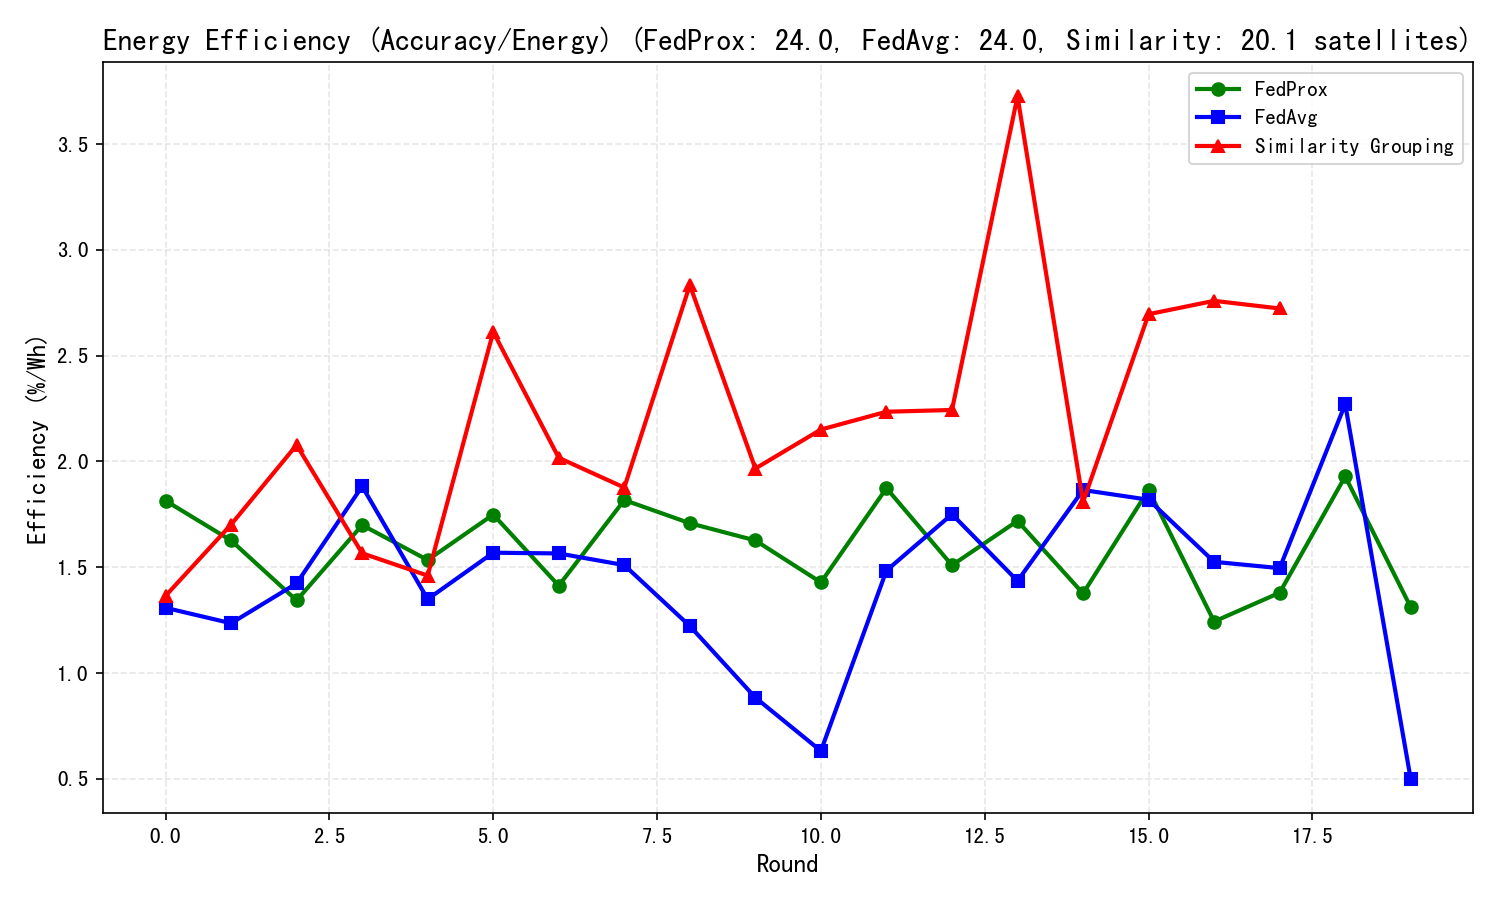 Energy Efficiency (Accuracy/Energy) (FedProx: 24.0, FedAvg: 24.0, Similarity: 20.1 satellites)
FedProx
FedAvg
Similarity Grouping
Efficiency (%/Wh)
3.5
3.0
2.5
2.0
1.5
1.0
0.5
0.0 2.5 5.0 7.5 10.0 12.5 15.0 17.5
Round